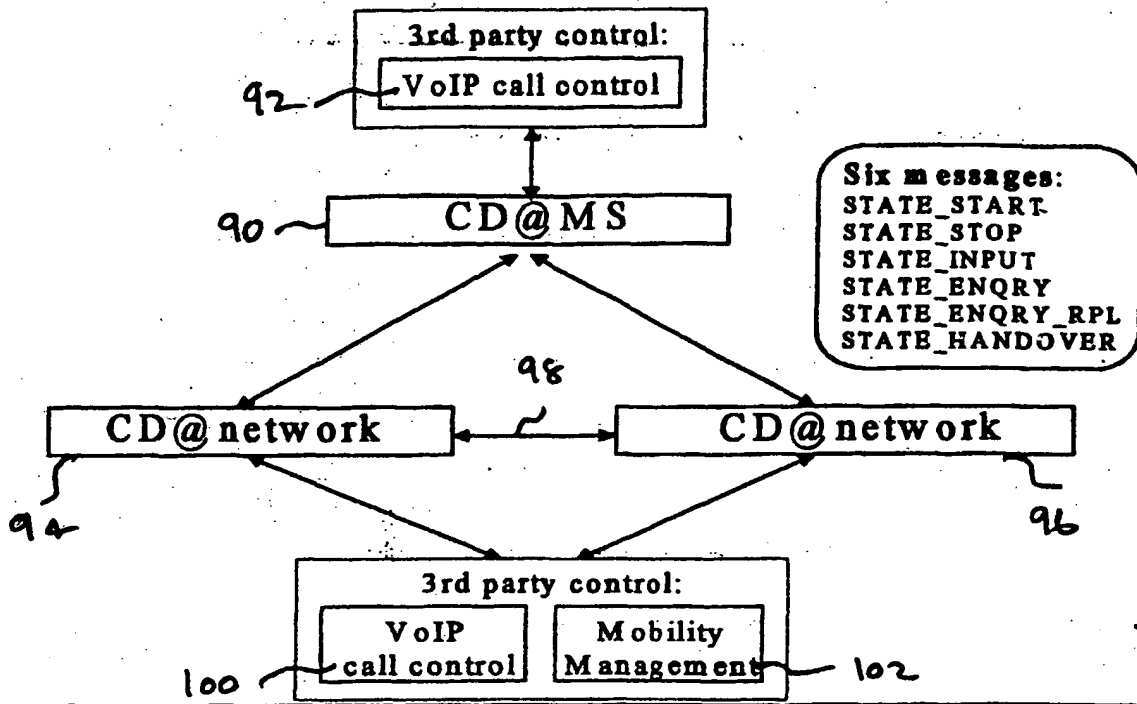 3rd party control:
VoIP call control
92
CD@MS
90
Six messages:
STATE_START
STATE_STOP
STATE_INPUT
STATE_ENQRY
STATE_ENQRY_RPL
STATE_HANDOVER
98
CD@network
CD@network
94
96
3rd party control:
VoIP
call control
Mobility
Management
100
102